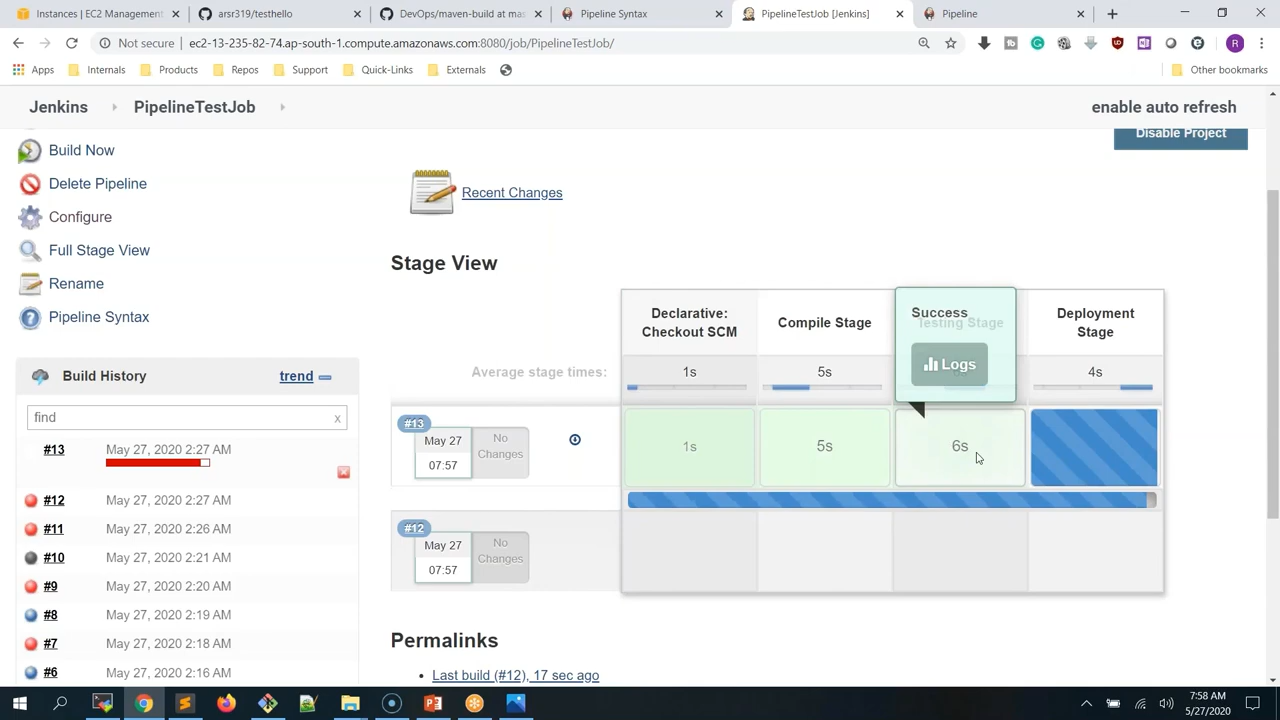 Instances | EC2 Management
arsr319/testhello
DevOps/maven-build at mas
Pipeline Syntax
PipelineTestJob [Jenkins]
Pipeline
Not secure
ec2-13-235-82-74.ap-south-1.compute.amazonaws.com:8080/job/PipelineTestJob/
R
Apps
Internals
Products
Repos
Support
Quick-Links
Externals
Other bookmarks
Jenkins
PipelineTestJob
enable auto refresh
Disable Project
Build Now
Delete Pipeline
Configure
Full Stage View
Rename
Pipeline Syntax
Recent Changes
Stage View
Declarative:
Checkout SCM
Compile Stage
Success
Testing Stage
Logs
Deployment
Stage
Average stage times:
1s
5s
4s
Build History
trend
find
x
#13
May 27, 2020 2:27 AM
#12
May 27, 2020 2:27 AM
#11
May 27, 2020 2:26 AM
#10
May 27, 2020 2:21 AM
#9
May 27, 2020 2:20 AM
#8
May 27, 2020 2:19 AM
#7
May 27, 2020 2:18 AM
#6
May 27, 2020 2:16 AM
#13
May 27
07:57
No
Changes
1s
5s
6s
#12
May 27
07:57
No
Changes
Permalinks
Last build (#12), 17 sec ago
7:58 AM
5/27/2020